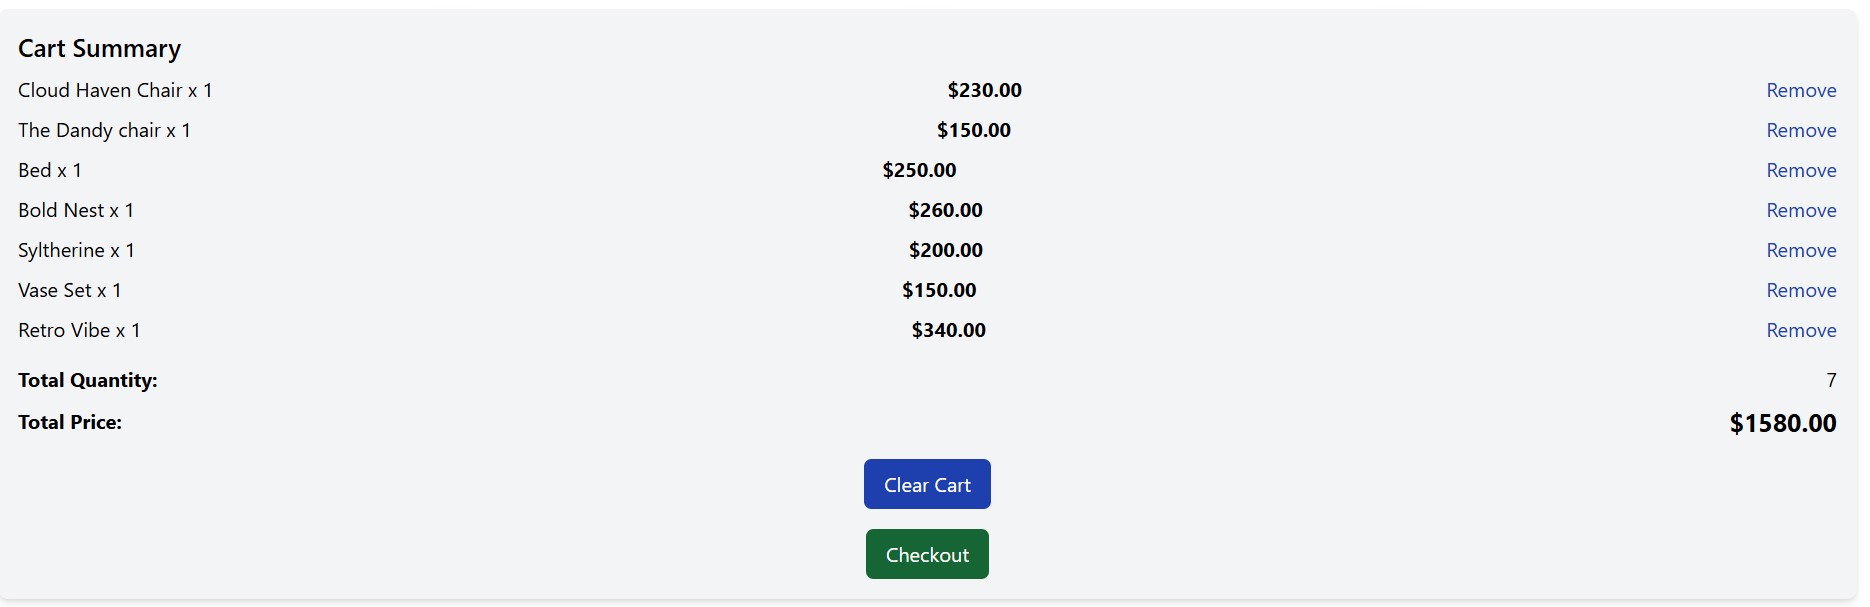 Cart Summary
Cloud Haven Chair x 1 $230.00 Remove
The Dandy chair x 1 $150.00 Remove
Bed x 1 $250.00 Remove
Bold Nest x 1 $260.00 Remove
Syltherine x 1 $200.00 Remove
Vase Set x 1 $150.00 Remove
Retro Vibe x 1 $340.00 Remove
Total Quantity: 7
Total Price: $1580.00
Clear Cart
Checkout